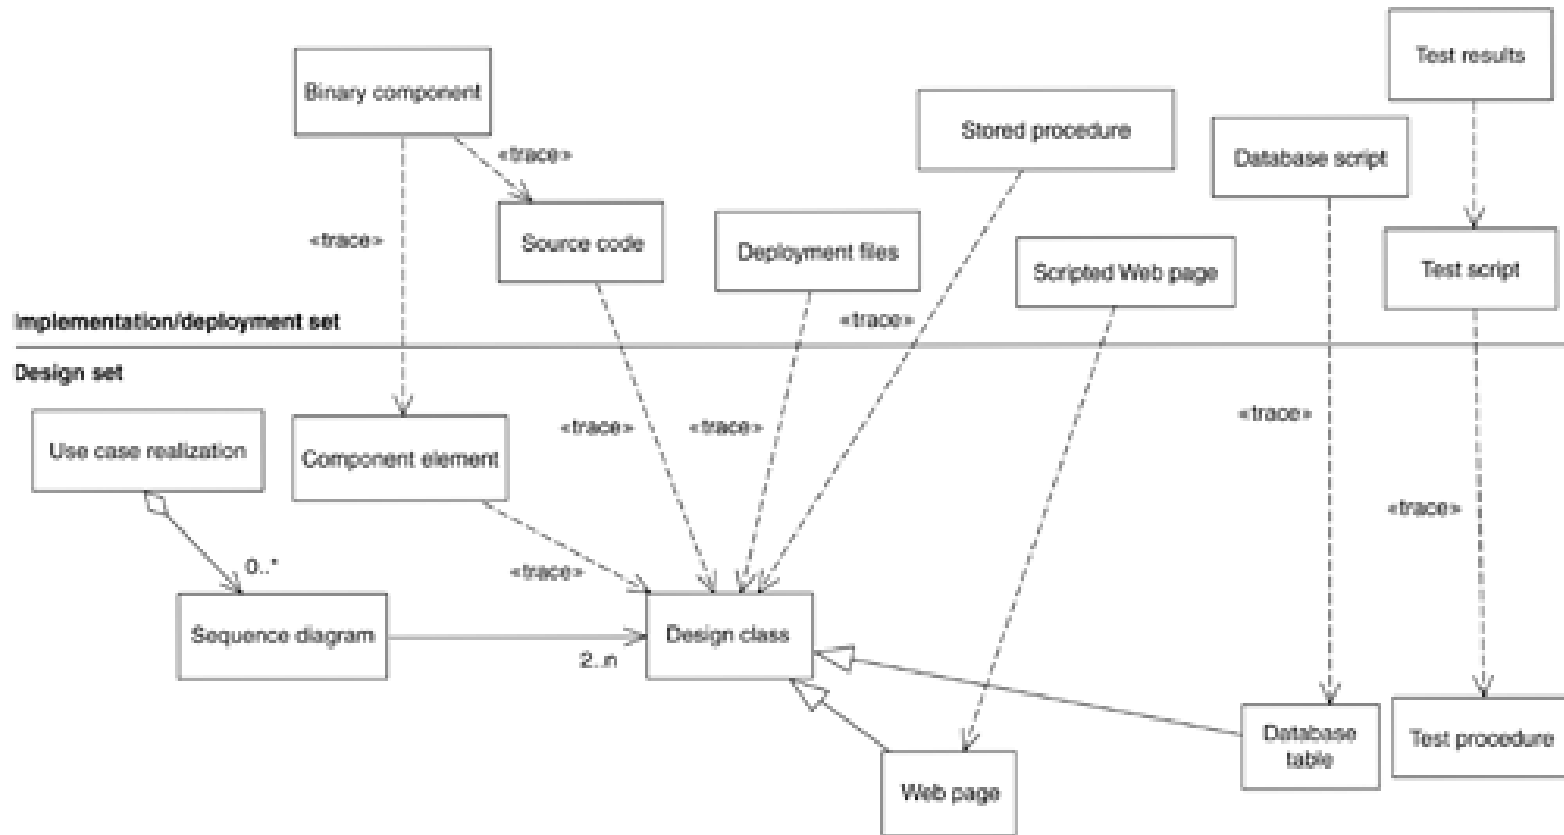 Test results
Binary component
Stored procedure
Database script
«trace»
Source code
Deployment files
«trace»
Scripted Web page
Test script
Implementation/deployment set
«trace»
Design set
«trace»
Use case realization
Component element
«trace»
«trace»
«trace»
0..*
«trace»
Sequence diagram
Design class
2..n
Database
table
Test procedure
Web page